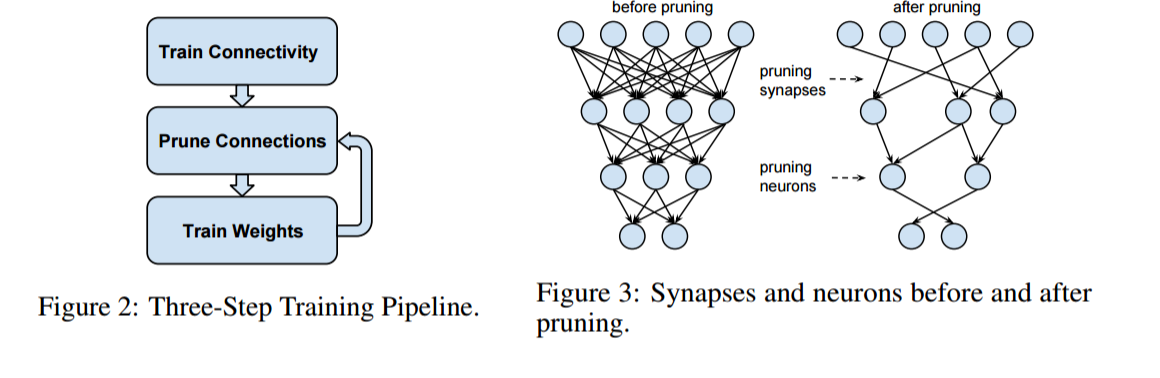 Train Connectivity
Prune Connections
Train Weights
Figure 2: Three-Step Training Pipeline.
before pruning
after pruning
pruning
synapses
pruning
neurons
Figure 3: Synapses and neurons before and after
pruning.